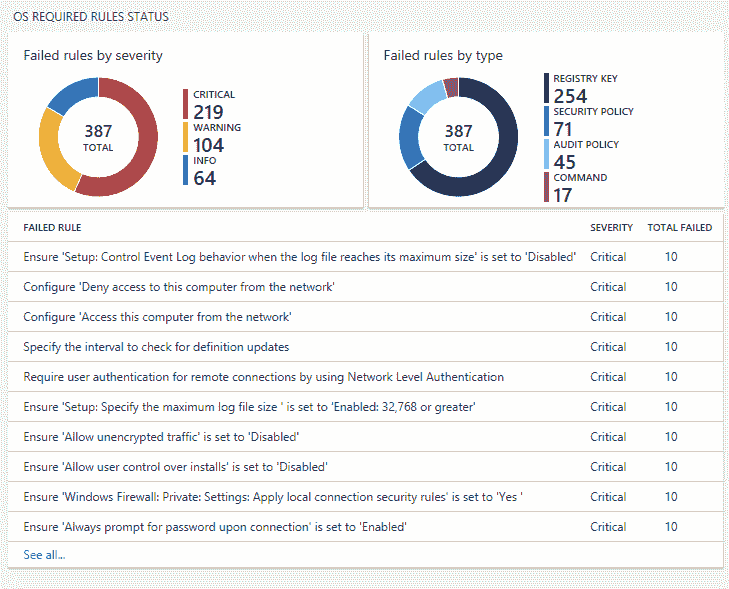 OS REQUIRED RULES STATUS
Failed rules by severity
387
TOTAL
CRITICAL
219
WARNING
104
INFO
64
Failed rules by type
387
TOTAL
REGISTRY KEY
254
SECURITY POLICY
71
AUDIT POLICY
45
COMMAND
17
FAILED RULE SEVERITY TOTAL FAILED
Ensure 'Setup: Control Event Log behavior when the log file reaches its maximum size' is set to 'Disabled' Critical 10
Configure 'Deny access to this computer from the network' Critical 10
Configure 'Access this computer from the network' Critical 10
Specify the interval to check for definition updates Critical 10
Require user authentication for remote connections by using Network Level Authentication Critical 10
Ensure 'Setup: Specify the maximum log file size ' is set to 'Enabled: 32,768 or greater' Critical 10
Ensure 'Allow unencrypted traffic' is set to 'Disabled' Critical 10
Ensure 'Allow user control over installs' is set to 'Disabled' Critical 10
Ensure 'Windows Firewall: Private: Settings: Apply local connection security rules' is set to 'Yes ' Critical 10
Ensure 'Always prompt for password upon connection' is set to 'Enabled' Critical 10
See all...